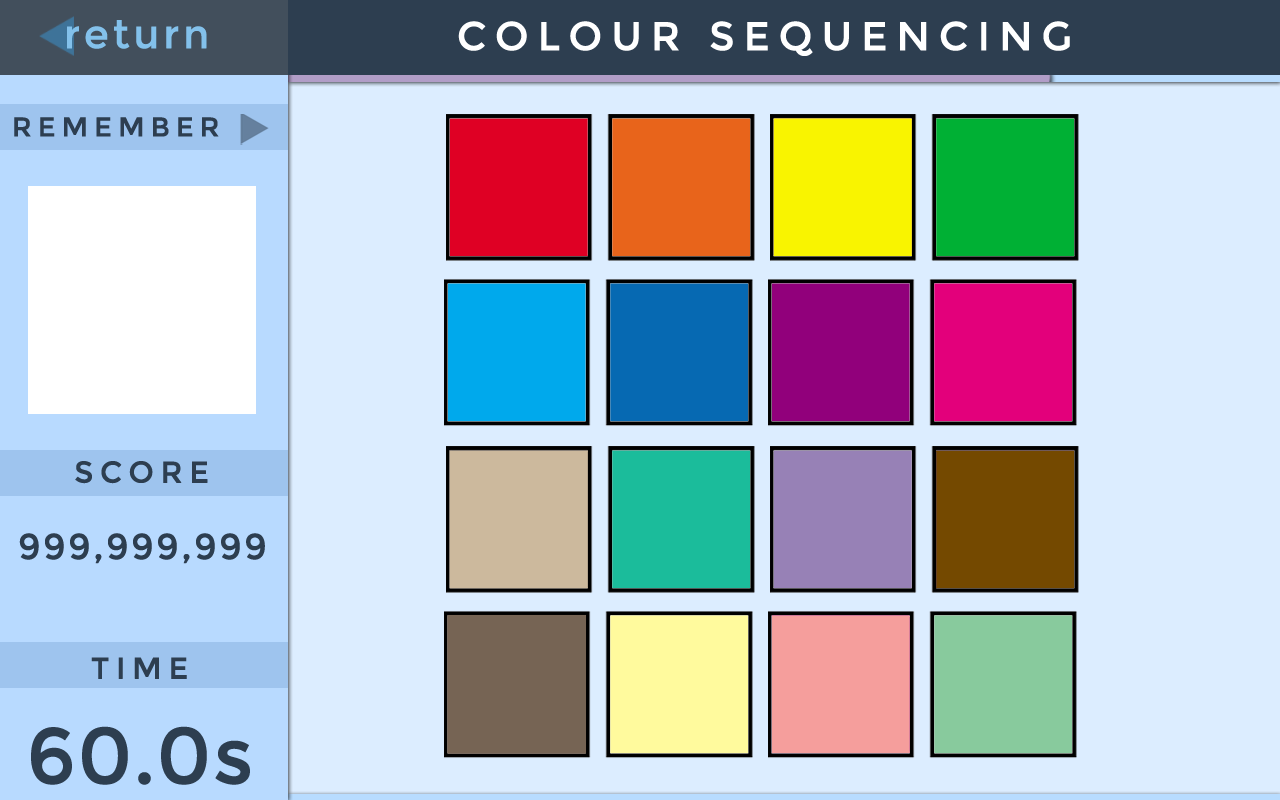 return
COLOUR SEQUENCING
REMEMBER
SCORE
999,999,999
TIME
60.0s